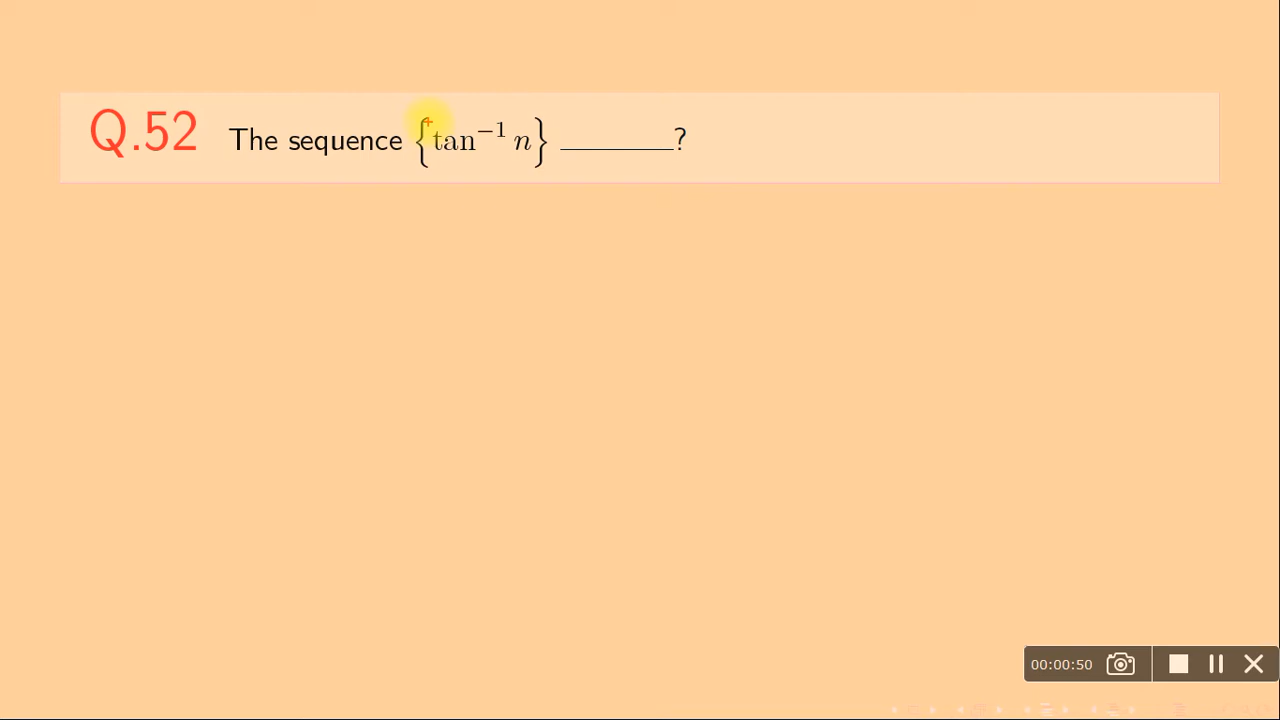 Q.52 The sequence {tan⁻¹ n} ________?
00:00:50